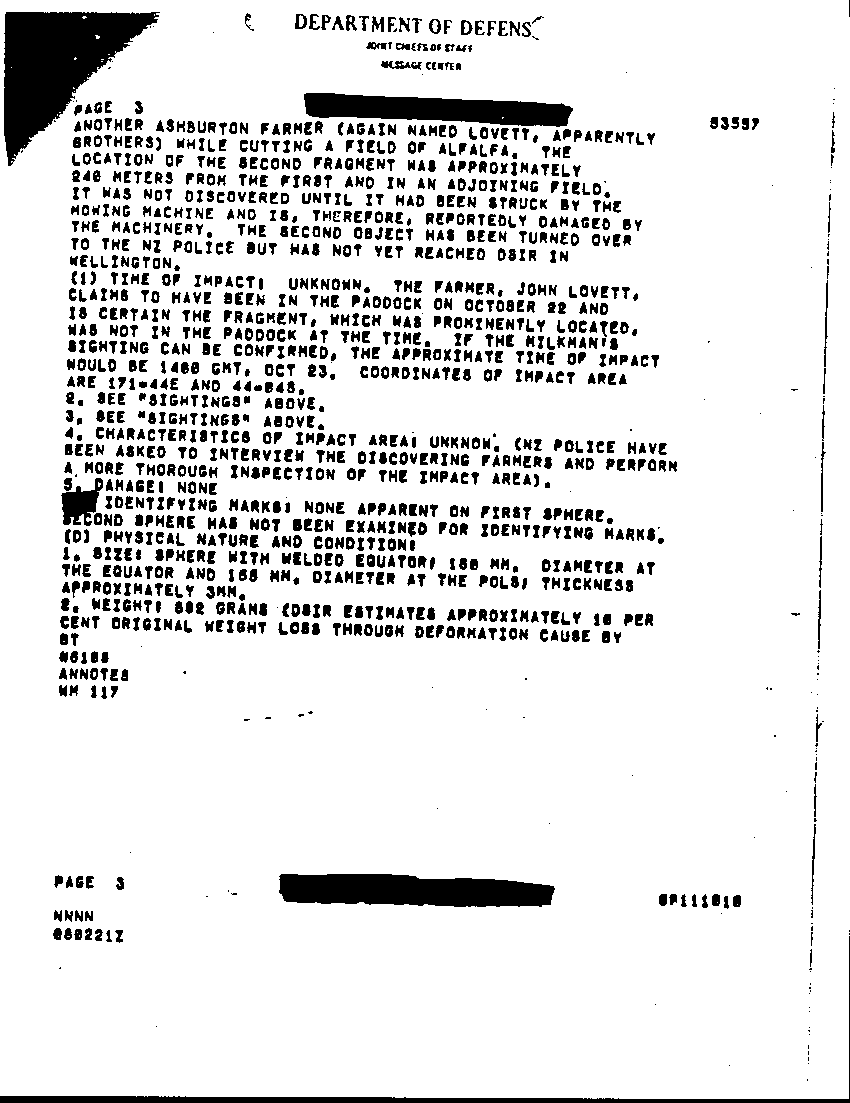 DEPARTMENT OF DEFENSE
JOINT CHIEFS OF STAFF
MESSAGE CENTER
PAGE 3 53557
ANOTHER ASHBURTON FARMER (AGAIN NAMED LOVETT, APPARENTLY
BROTHERS) WHILE CUTTING A FIELD OF ALFALFA. THE
LOCATION OF THE SECOND FRAGMENT WAS APPROXIMATELY
240 METERS FROM THE FIRST AND IN AN ADJOINING FIELD.
IT WAS NOT DISCOVERED UNTIL IT HAD BEEN STRUCK BY THE
MOWING MACHINE AND IS, THEREFORE, REPORTEDLY DAMAGED BY
THE MACHINERY. THE SECOND OBJECT HAS BEEN TURNED OVER
TO THE NZ POLICE BUT HAS NOT YET REACHED DSIR IN
WELLINGTON.
(1) TIME OF IMPACT: UNKNOWN. THE FARMER, JOHN LOVETT,
CLAIMS TO HAVE BEEN IN THE PADDOCK ON OCTOBER 22 AND
IS CERTAIN THE FRAGMENT, WHICH WAS PROMINENTLY LOCATED,
WAS NOT IN THE PADDOCK AT THE TIME. IF THE MILKMAN'S
SIGHTING CAN BE CONFIRMED, THE APPROXIMATE TIME OF IMPACT
WOULD BE 1400 GMT, OCT 23. COORDINATES OF IMPACT AREA
ARE 171-44E AND 44-04S.
2. SEE "SIGHTINGS" ABOVE.
3. SEE "SIGHTINGS" ABOVE.
4. CHARACTERISTICS OF IMPACT AREA: UNKNOW. (NZ POLICE HAVE
BEEN ASKED TO INTERVIEW THE DISCOVERING FARMERS AND PERFORM
A MORE THOROUGH INSPECTION OF THE IMPACT AREA).
5. DAMAGE: NONE
IDENTIFYING MARKS: NONE APPARENT ON FIRST SPHERE.
SECOND SPHERE HAS NOT BEEN EXAMINED FOR IDENTIFYING MARKS.
(D) PHYSICAL NATURE AND CONDITION:
1. SIZE: SPHERE WITH WELDED EQUATOR; MM. DIAMETER AT
THE EQUATOR AND MM. DIAMETER AT THE POLS; THICKNESS
APPROXIMATELY 3MM.
2. WEIGHT: GRAMS (DSIR ESTIMATES APPROXIMATELY 10 PER
CENT ORIGINAL WEIGHT LOSS THROUGH DEFORMATION CAUSE BY
BT
#6188
ANNOTES
WM 117
PAGE 3 0P111010
NNNN
080221Z